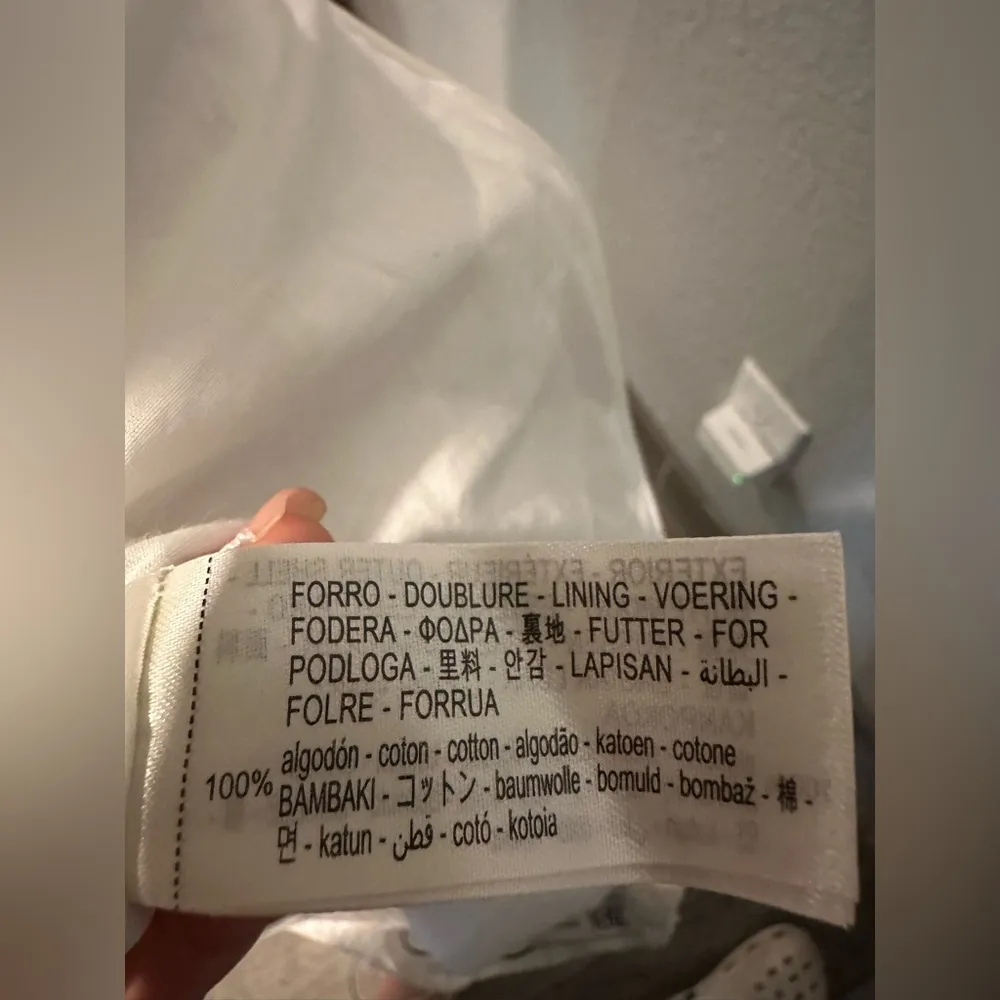 FORRO - DOUBLURE - LINING - VOERING -
FODERA - ΦΟΔΡΑ - 裏地 - FUTTER - FOR
PODLOGA - 里料 - 안감 - LAPISAN - البطانة -
FOLRE - FORRUA
100% algodón - coton - cotton - algodão - katoen - cotone
BAMBAKI - コットン - baumwolle - bomuld - bombaž - 棉 -
면 - katun - قطن - cotó - kotoia